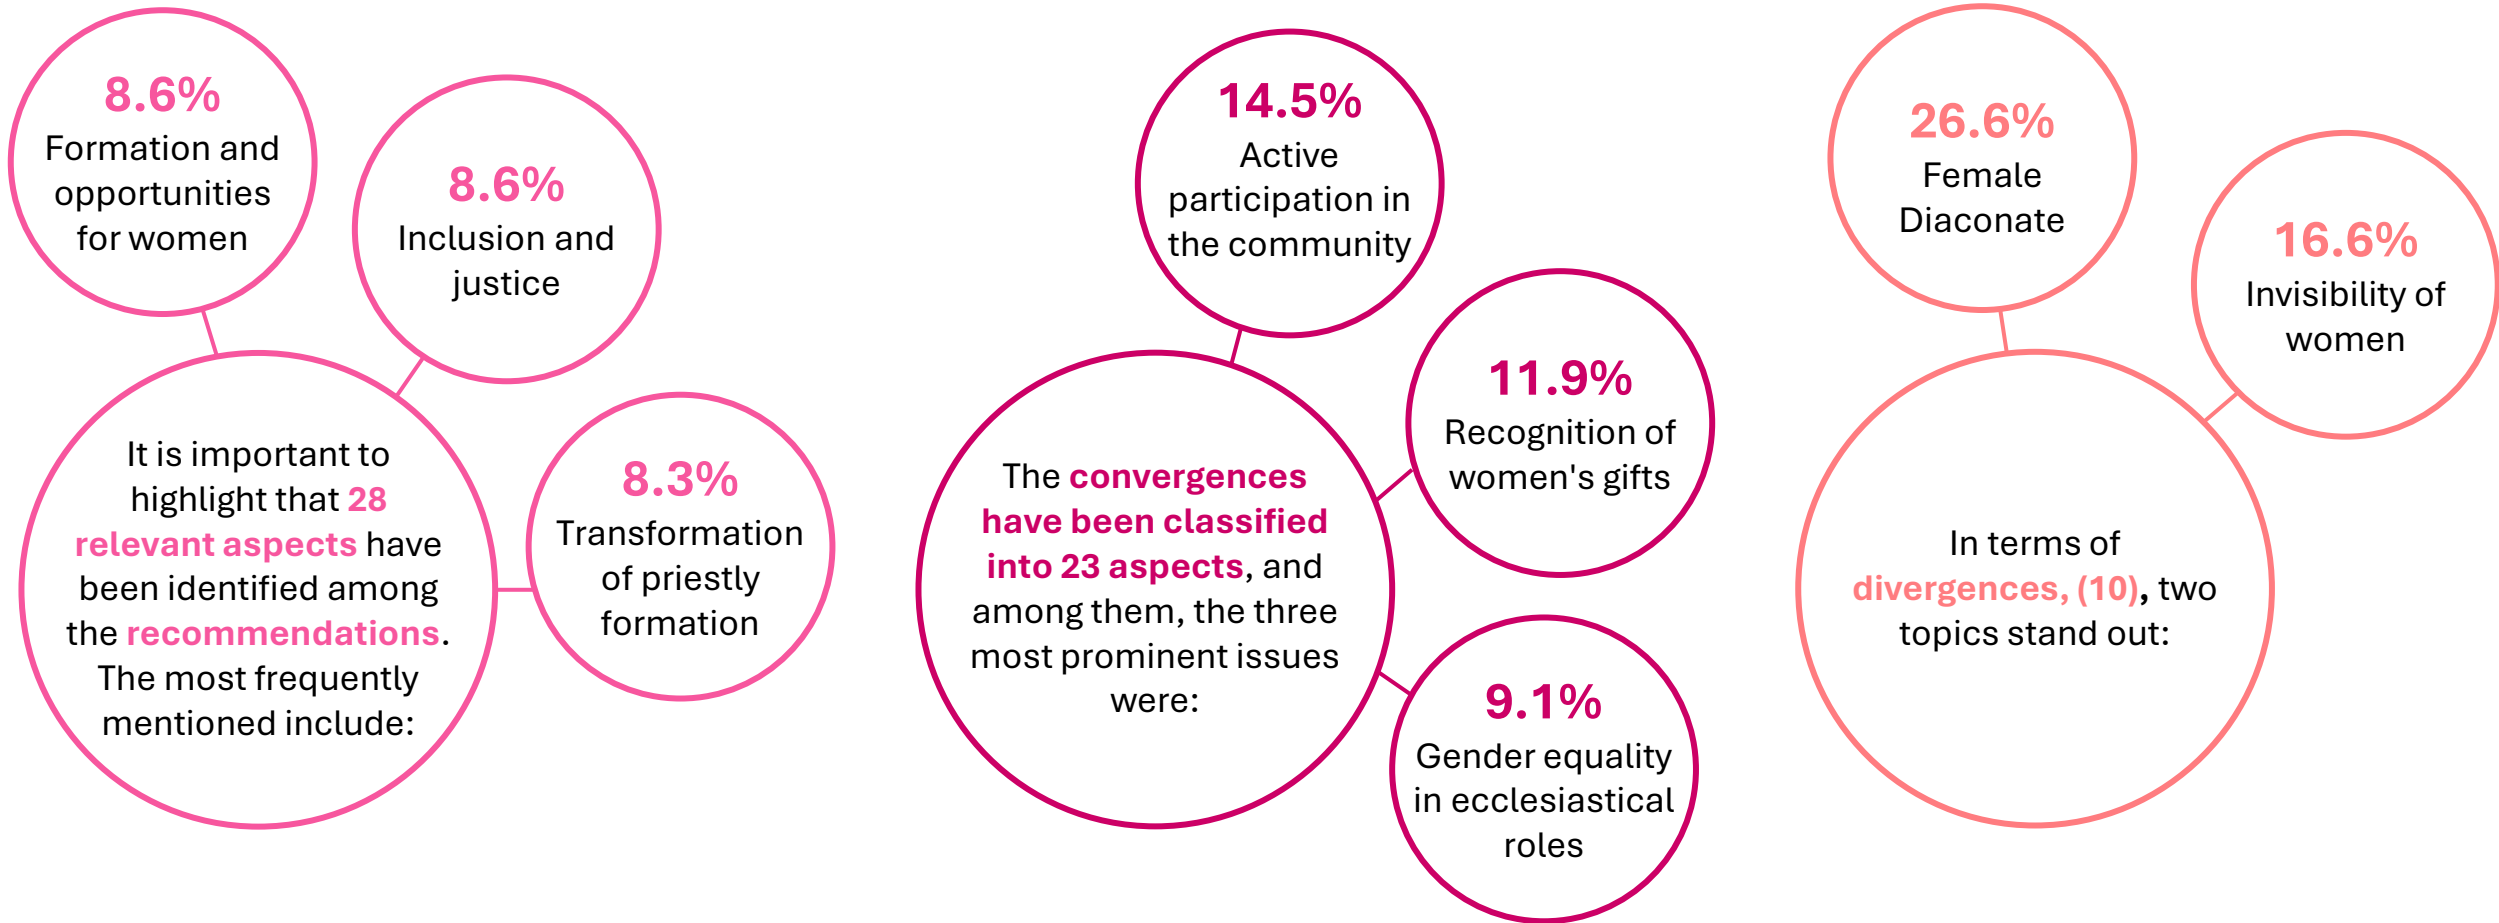 8.6%
Formation and
opportunities
for women
8.6%
Inclusion and
justice
8.3%
Transformation
of priestly
formation
It is important to
highlight that 28
relevant aspects have
been identified among
the recommendations.
The most frequently
mentioned include:
14.5%
Active
participation in
the community
11.9%
Recognition of
women's gifts
9.1%
Gender equality
in ecclesiastical
roles
The convergences
have been classified
into 23 aspects, and
among them, the three
most prominent issues
were:
26.6%
Female
Diaconate
16.6%
Invisibility of
women
In terms of
divergences, (10), two
topics stand out: